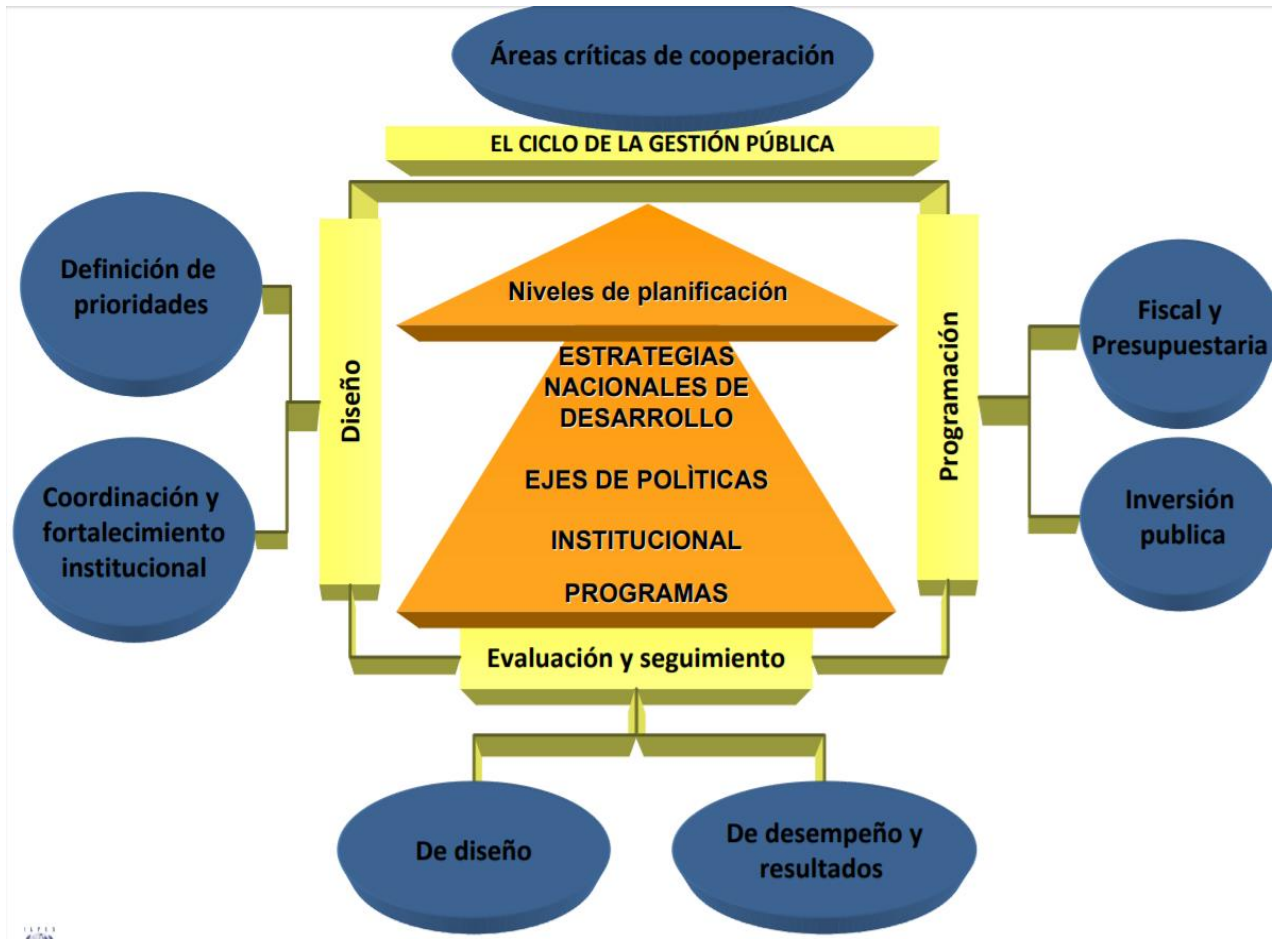 Áreas críticas de cooperación
EL CICLO DE LA GESTIÓN PÚBLICA
Definición de
prioridades
Coordinación y
fortalecimiento
institucional
Diseño
Niveles de planificación
ESTRATEGIAS
NACIONALES DE
DESARROLLO
EJES DE POLÌTICAS
INSTITUCIONAL
PROGRAMAS
Programación
Fiscal y
Presupuestaria
Inversión
publica
Evaluación y seguimiento
De diseño
De desempeño y
resultados